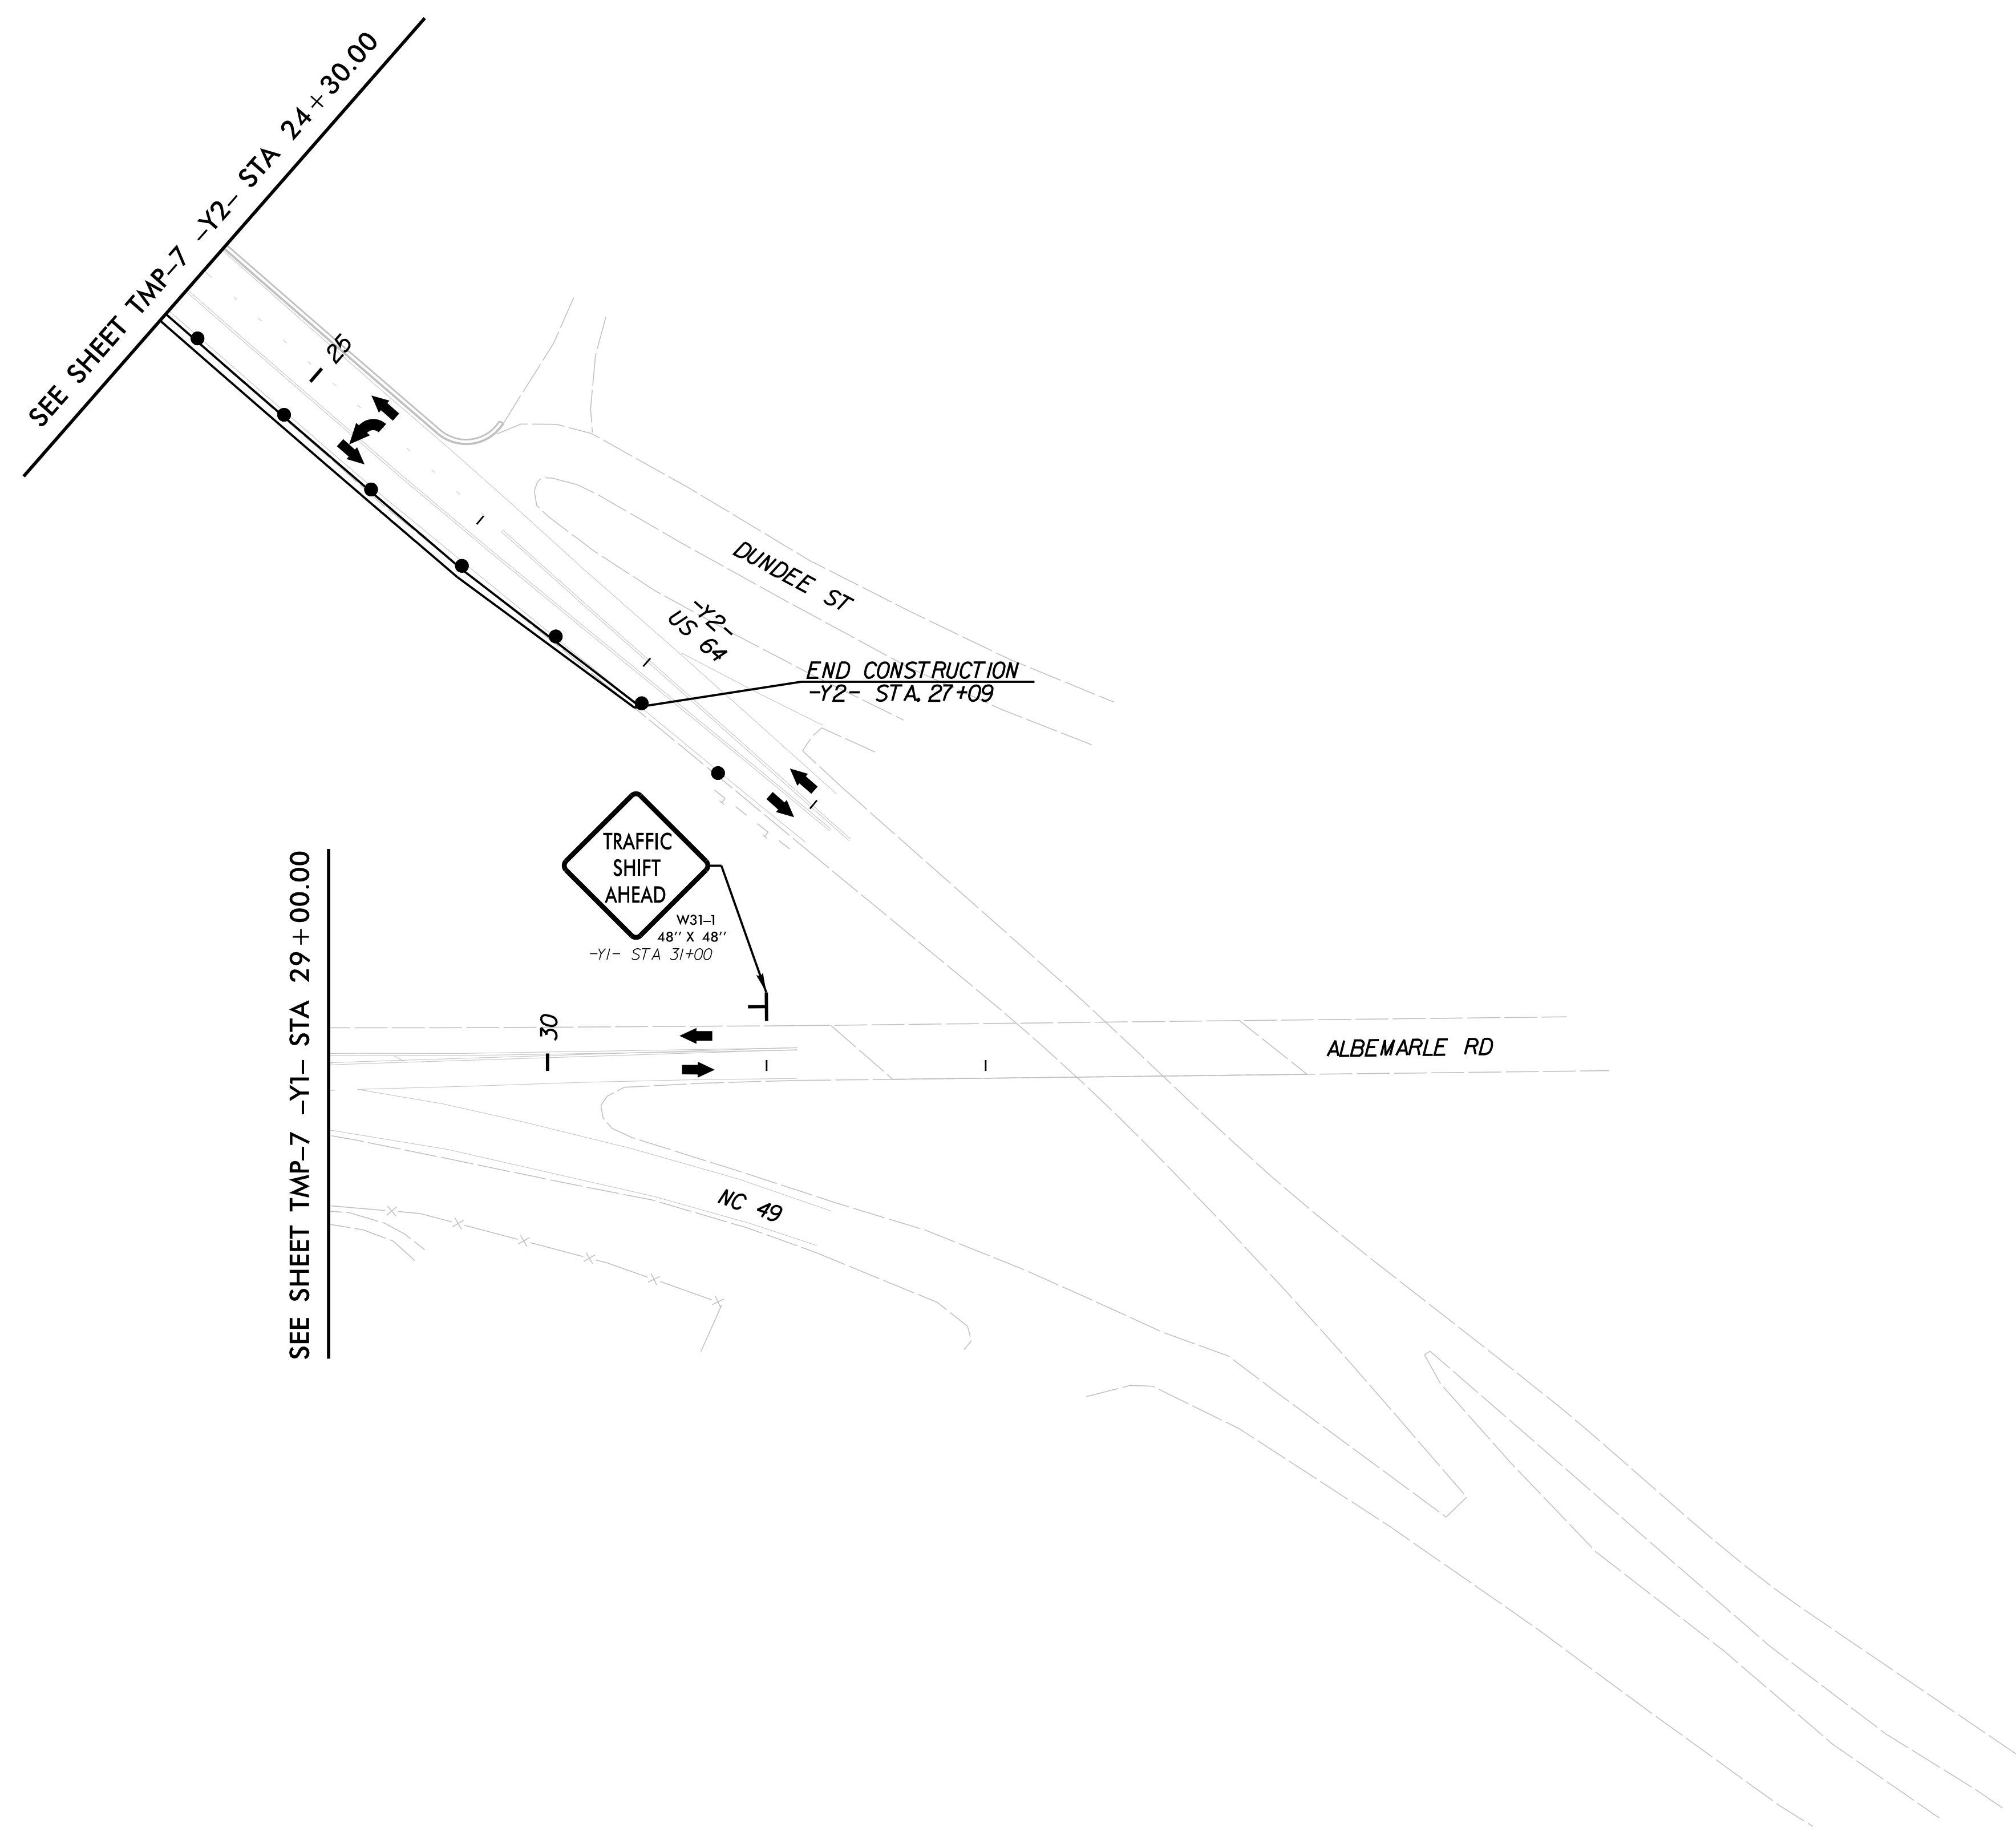 SEE SHEET TMP-7 -Y2- STA 24+30.00
25
DUNDEE ST
-Y2-
US 64
END CONSTRUCTION
-Y2- STA. 27+09
TRAFFIC
SHIFT
AHEAD
W31-1
48" X 48"
-Y1- STA 31+00
SEE SHEET TMP-7 -Y1- STA 29+00.00
30
ALBEMARLE RD
NC 49